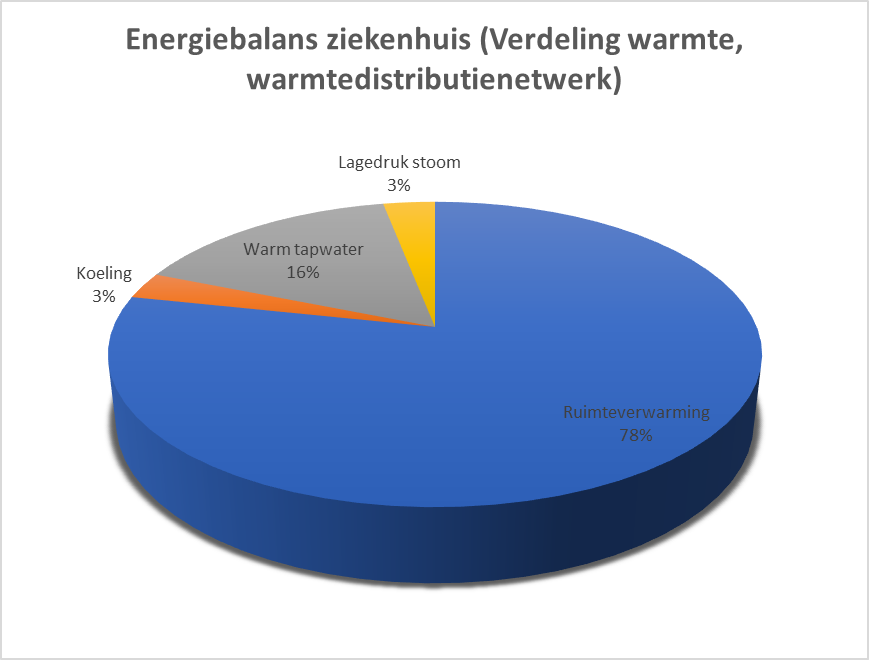 Energiebalans ziekenhuis (Verdeling warmte,
warmtedistributienetwerk)
Lagedruk stoom
3%
Warm tapwater
16%
Koeling
3%
Ruimteverwarming
78%